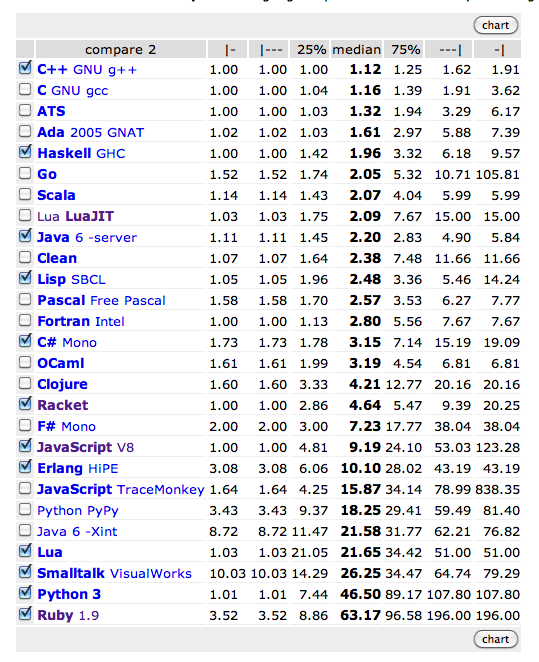 chart
compare 2 |- |--- 25% median 75% ---| -|
C++ GNU g++ 1.00 1.00 1.00 1.12 1.25 1.62 1.91
C GNU gcc 1.00 1.00 1.04 1.16 1.39 1.91 3.62
ATS 1.00 1.00 1.03 1.32 1.94 3.29 6.17
Ada 2005 GNAT 1.02 1.02 1.03 1.61 2.97 5.88 7.39
Haskell GHC 1.00 1.00 1.42 1.96 3.32 6.18 9.57
Go 1.52 1.52 1.74 2.05 5.32 10.71 105.81
Scala 1.14 1.14 1.43 2.07 4.04 5.99 5.99
Lua LuaJIT 1.03 1.03 1.75 2.09 7.67 15.00 15.00
Java 6 -server 1.11 1.11 1.45 2.20 2.83 4.90 5.84
Clean 1.07 1.07 1.64 2.38 7.48 11.66 11.66
Lisp SBCL 1.05 1.05 1.96 2.48 3.36 5.46 14.24
Pascal Free Pascal 1.58 1.58 1.70 2.57 3.53 6.27 7.77
Fortran Intel 1.00 1.00 1.13 2.80 5.56 7.67 7.67
C# Mono 1.73 1.73 1.78 3.15 7.14 15.19 19.09
OCaml 1.61 1.61 1.99 3.19 4.54 6.81 6.81
Clojure 1.60 1.60 3.33 4.21 12.77 20.16 20.16
Racket 1.00 1.00 2.86 4.64 5.47 9.39 20.25
F# Mono 2.00 2.00 3.00 7.23 17.77 38.04 38.04
JavaScript V8 1.00 1.00 4.81 9.19 24.10 53.03 123.28
Erlang HiPE 3.08 3.08 6.06 10.10 28.02 43.19 43.19
JavaScript TraceMonkey 1.64 1.64 4.25 15.87 34.14 78.99 838.35
Python PyPy 3.43 3.43 9.37 18.25 29.41 59.49 81.40
Java 6 -Xint 8.72 8.72 11.47 21.58 31.77 62.21 76.82
Lua 1.03 1.03 21.05 21.65 34.42 51.00 51.00
Smalltalk VisualWorks 10.03 10.03 14.29 26.25 34.47 64.74 79.29
Python 3 1.01 1.01 7.44 46.50 89.17 107.80 107.80
Ruby 1.9 3.52 3.52 8.86 63.17 96.58 196.00 196.00
chart